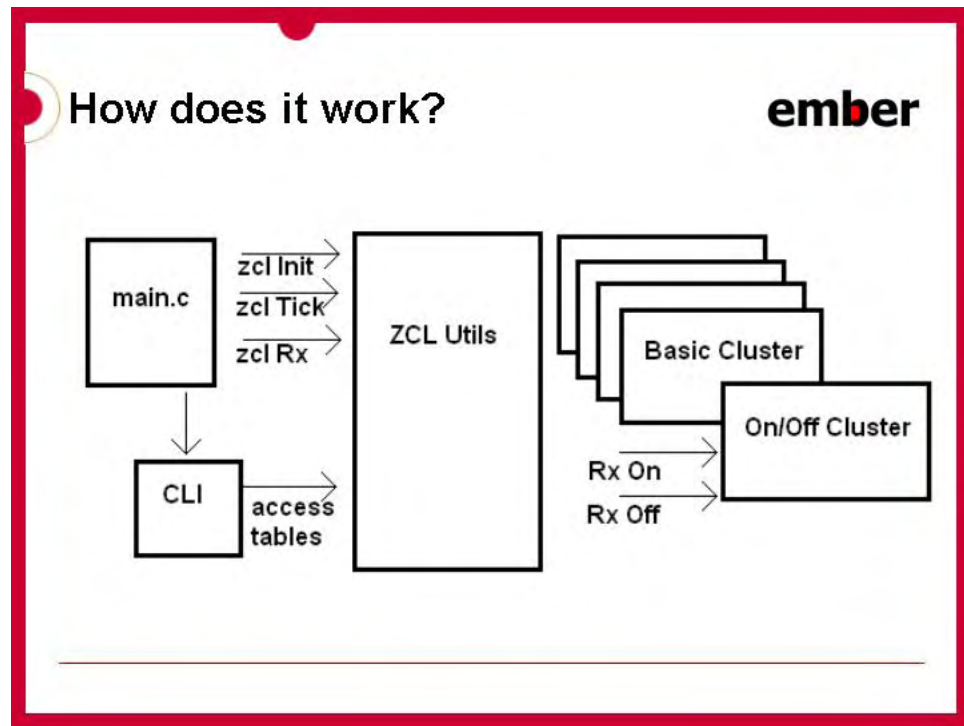 How does it work?
ember
main.c
zcl Init
zcl Tick
zcl Rx
ZCL Utils
Basic Cluster
On/Off Cluster
Rx On
Rx Off
CLI
access
tables